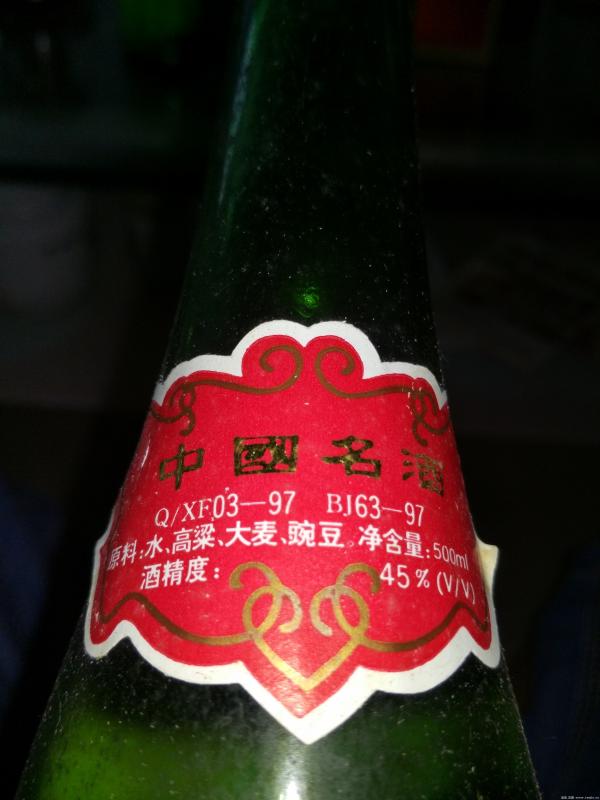 中國名酒
Q/XF03—97 BJ63—97
原料:水、高粱、大麦、豌豆。净含量:500ml
酒精度: 45%(V/V)